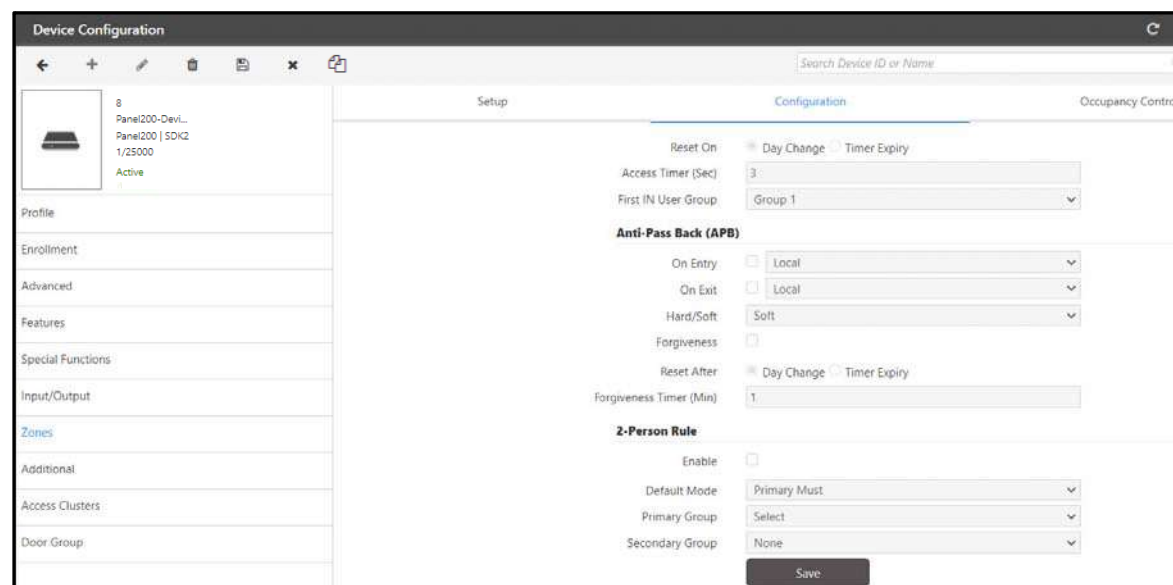 Device Configuration
Search Device ID or Name
8
Panel200-Devi...
Panel200 | SDK2
1/25000
Active
Profile
Enrollment
Advanced
Features
Special Functions
Input/Output
Zones
Additional
Access Clusters
Door Group
Setup Configuration Occupancy Contro
Reset On Day Change Timer Expiry
Access Timer (Sec) 3
First IN User Group Group 1
Anti-Pass Back (APB)
On Entry Local
On Exit Local
Hard/Soft Soft
Forgiveness
Reset After Day Change Timer Expiry
Forgiveness Timer (Min) 1
2-Person Rule
Enable
Default Mode Primary Must
Primary Group Select
Secondary Group None
Save